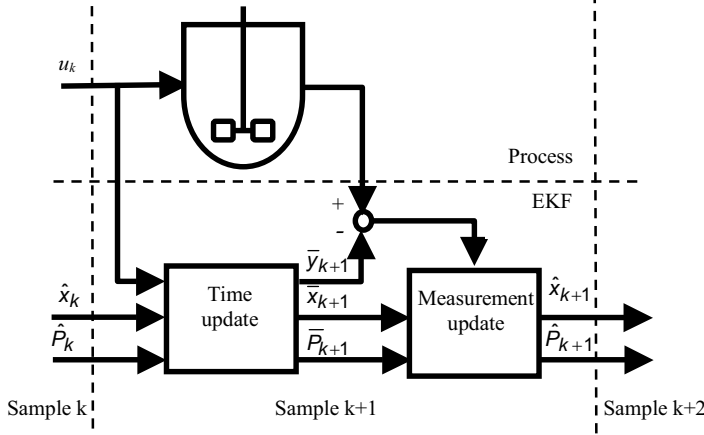 u_k
Process
EKF
+
-
y̅_{k+1}
x̂_k
Time
update
x̅_{k+1}
Measurement
update
x̂_{k+1}
P̂_k
P̅_{k+1}
P̂_{k+1}
Sample k
Sample k+1
Sample k+2